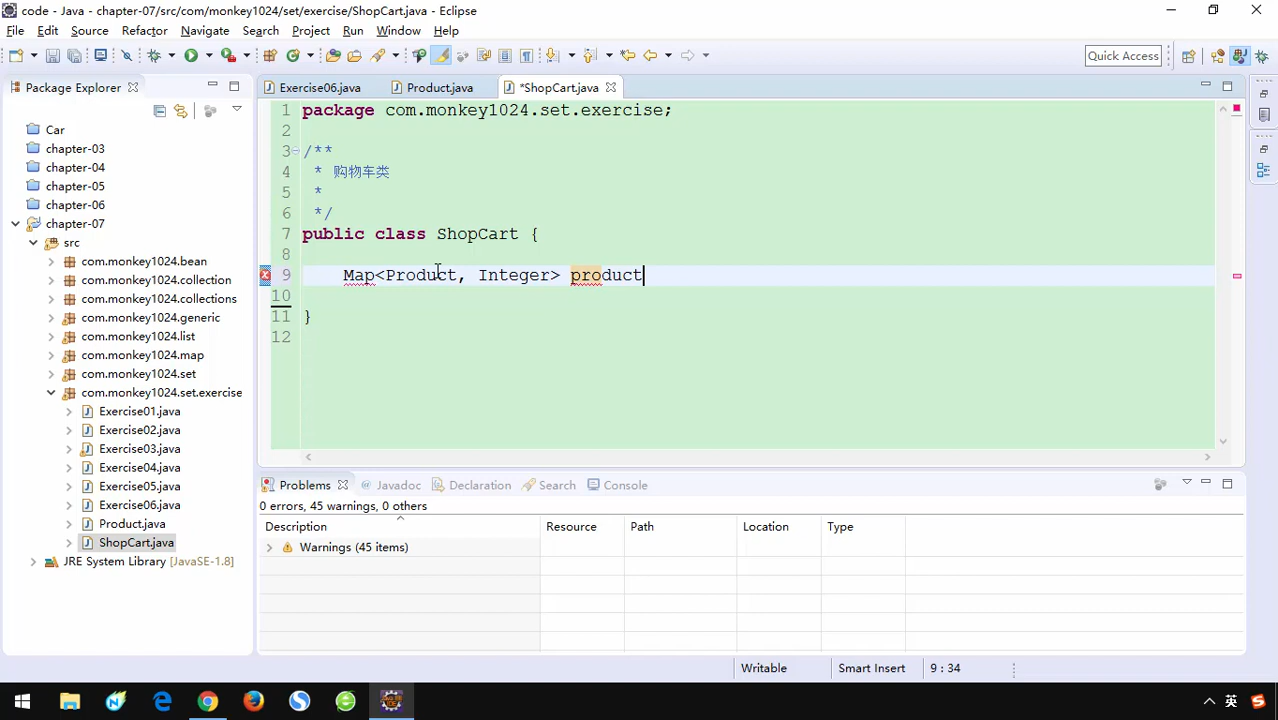 code - Java - chapter-07/src/com/monkey1024/set/exercise/ShopCart.java - Eclipse
File Edit Source Refactor Navigate Search Project Run Window Help
Quick Access
Package Explorer
Exercise06.java
Product.java
*ShopCart.java
Car
chapter-03
chapter-04
chapter-05
chapter-06
chapter-07
src
com.monkey1024.bean
com.monkey1024.collection
com.monkey1024.collections
com.monkey1024.generic
com.monkey1024.list
com.monkey1024.map
com.monkey1024.set
com.monkey1024.set.exercise
Exercise01.java
Exercise02.java
Exercise03.java
Exercise04.java
Exercise05.java
Exercise06.java
Product.java
ShopCart.java
JRE System Library [JavaSE-1.8]
1 package com.monkey1024.set.exercise;
2
3 /**
4 * 购物车类
5 *
6 */
7 public class ShopCart {
8
9 Map<Product, Integer> product
10
11 }
12
Problems @ Javadoc Declaration Search Console
0 errors, 45 warnings, 0 others
Description Resource Path Location Type
Warnings (45 items)
Writable Smart Insert 9 : 34
英